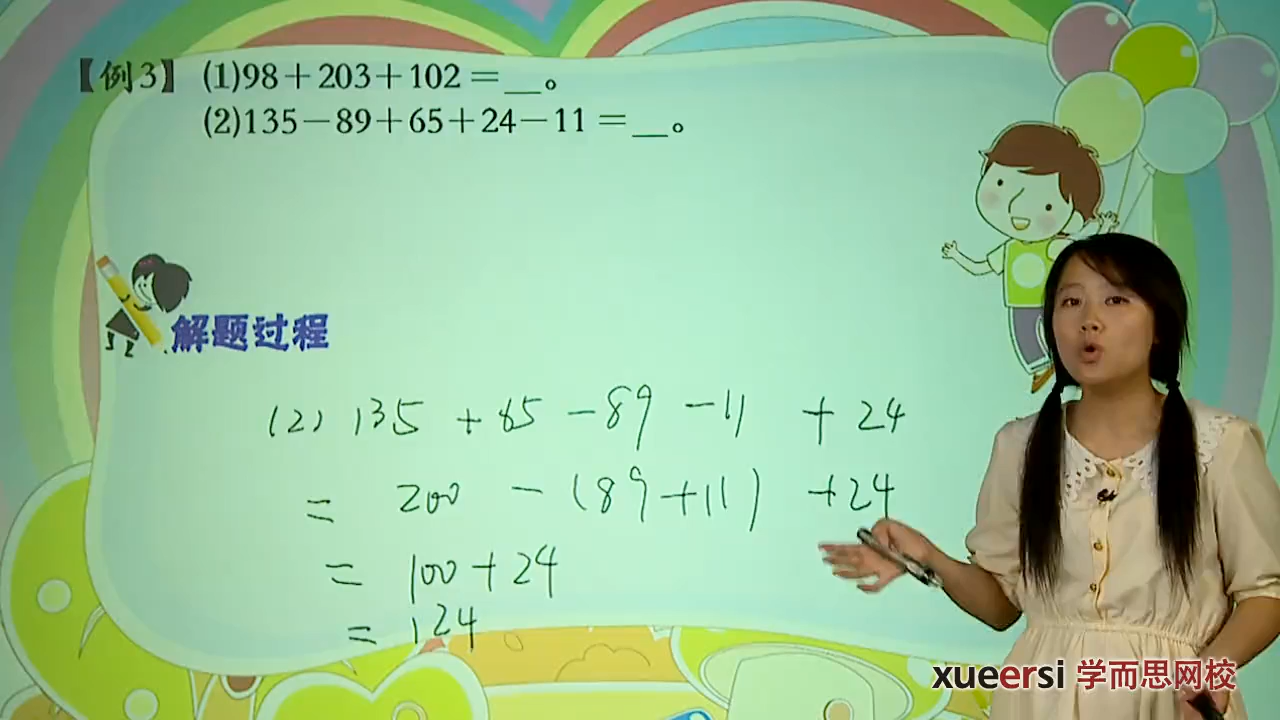 【例3】 (1)98+203+102=__。
(2)135-89+65+24-11=__。
解题过程
(2) 135 +65 -89 -11 +24
= 200 -(89+11) +24
= 100+24
= 124
xueersi 学而思网校